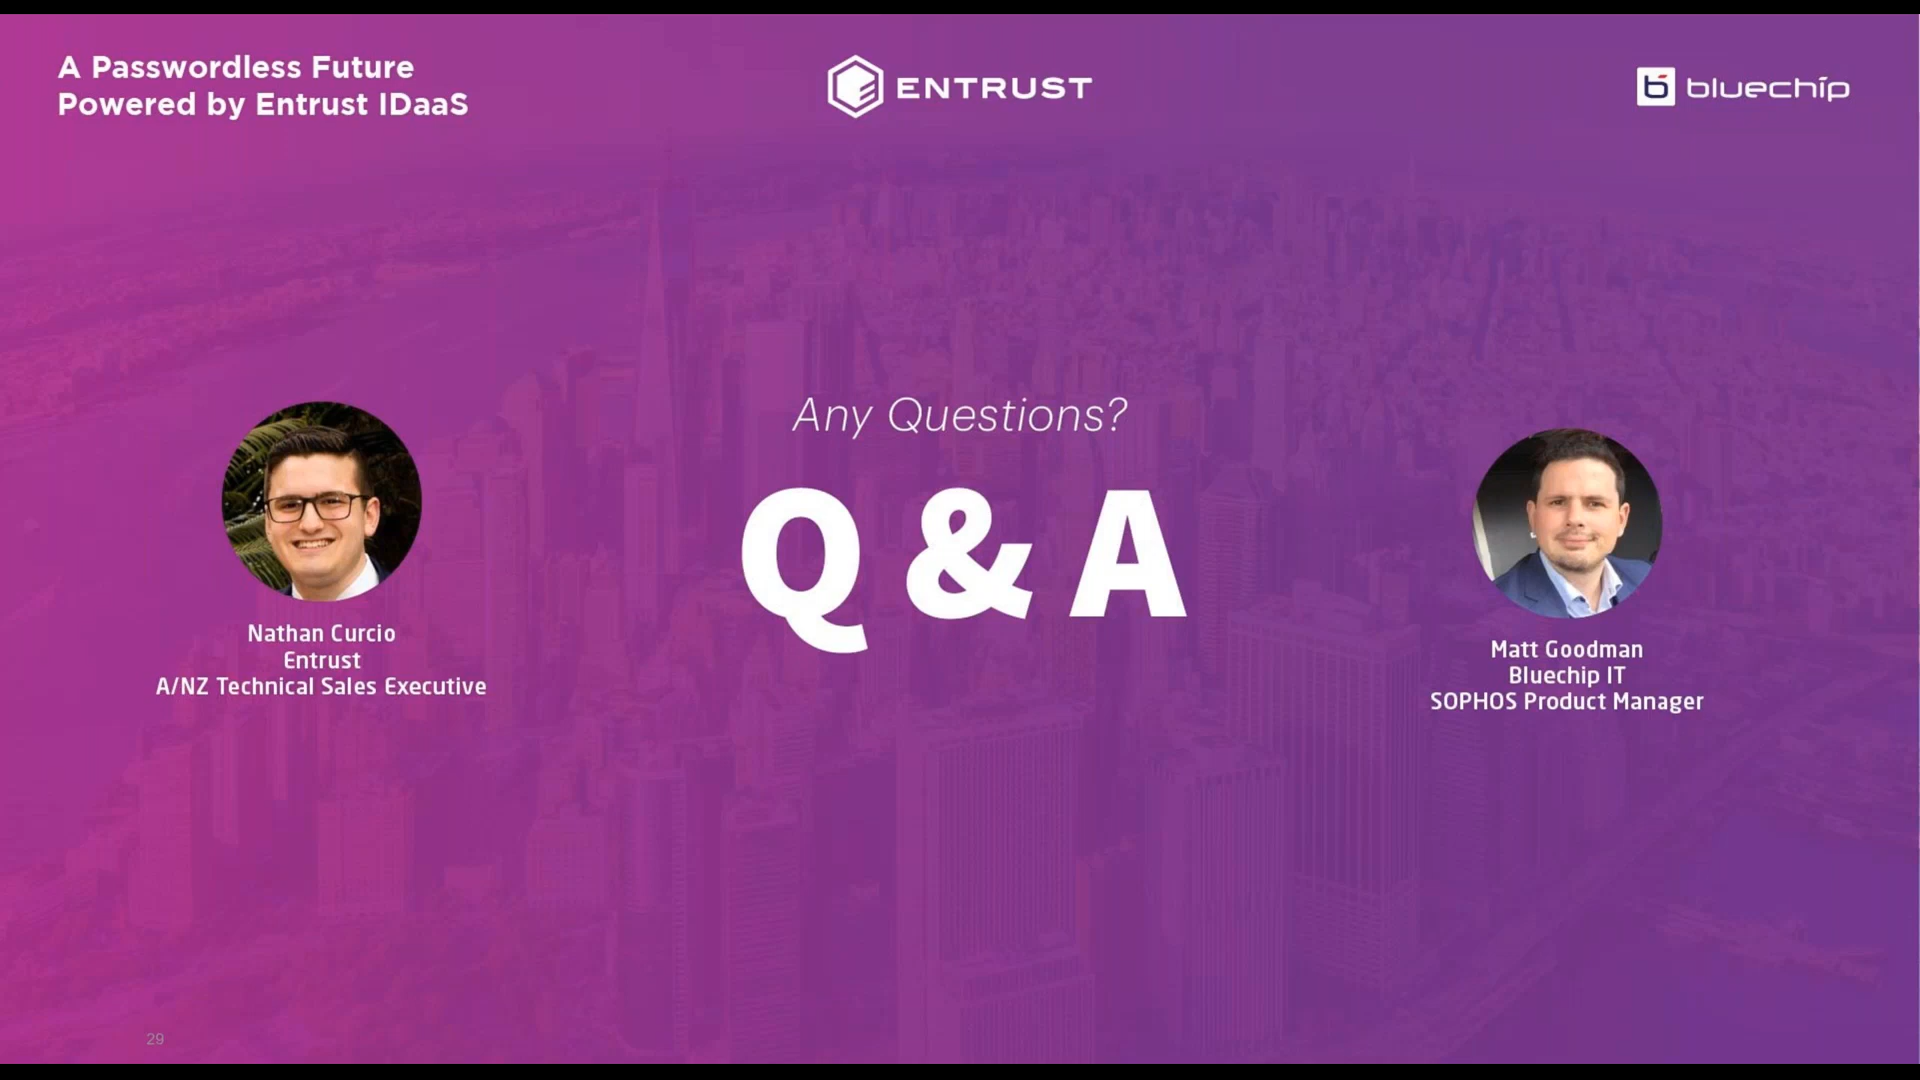 A Passwordless Future
Powered by Entrust IDaaS
ENTRUST
bluechip
Any Questions?
Q & A
Nathan Curcio
Entrust
A/NZ Technical Sales Executive
Matt Goodman
Bluechip IT
SOPHOS Product Manager
29